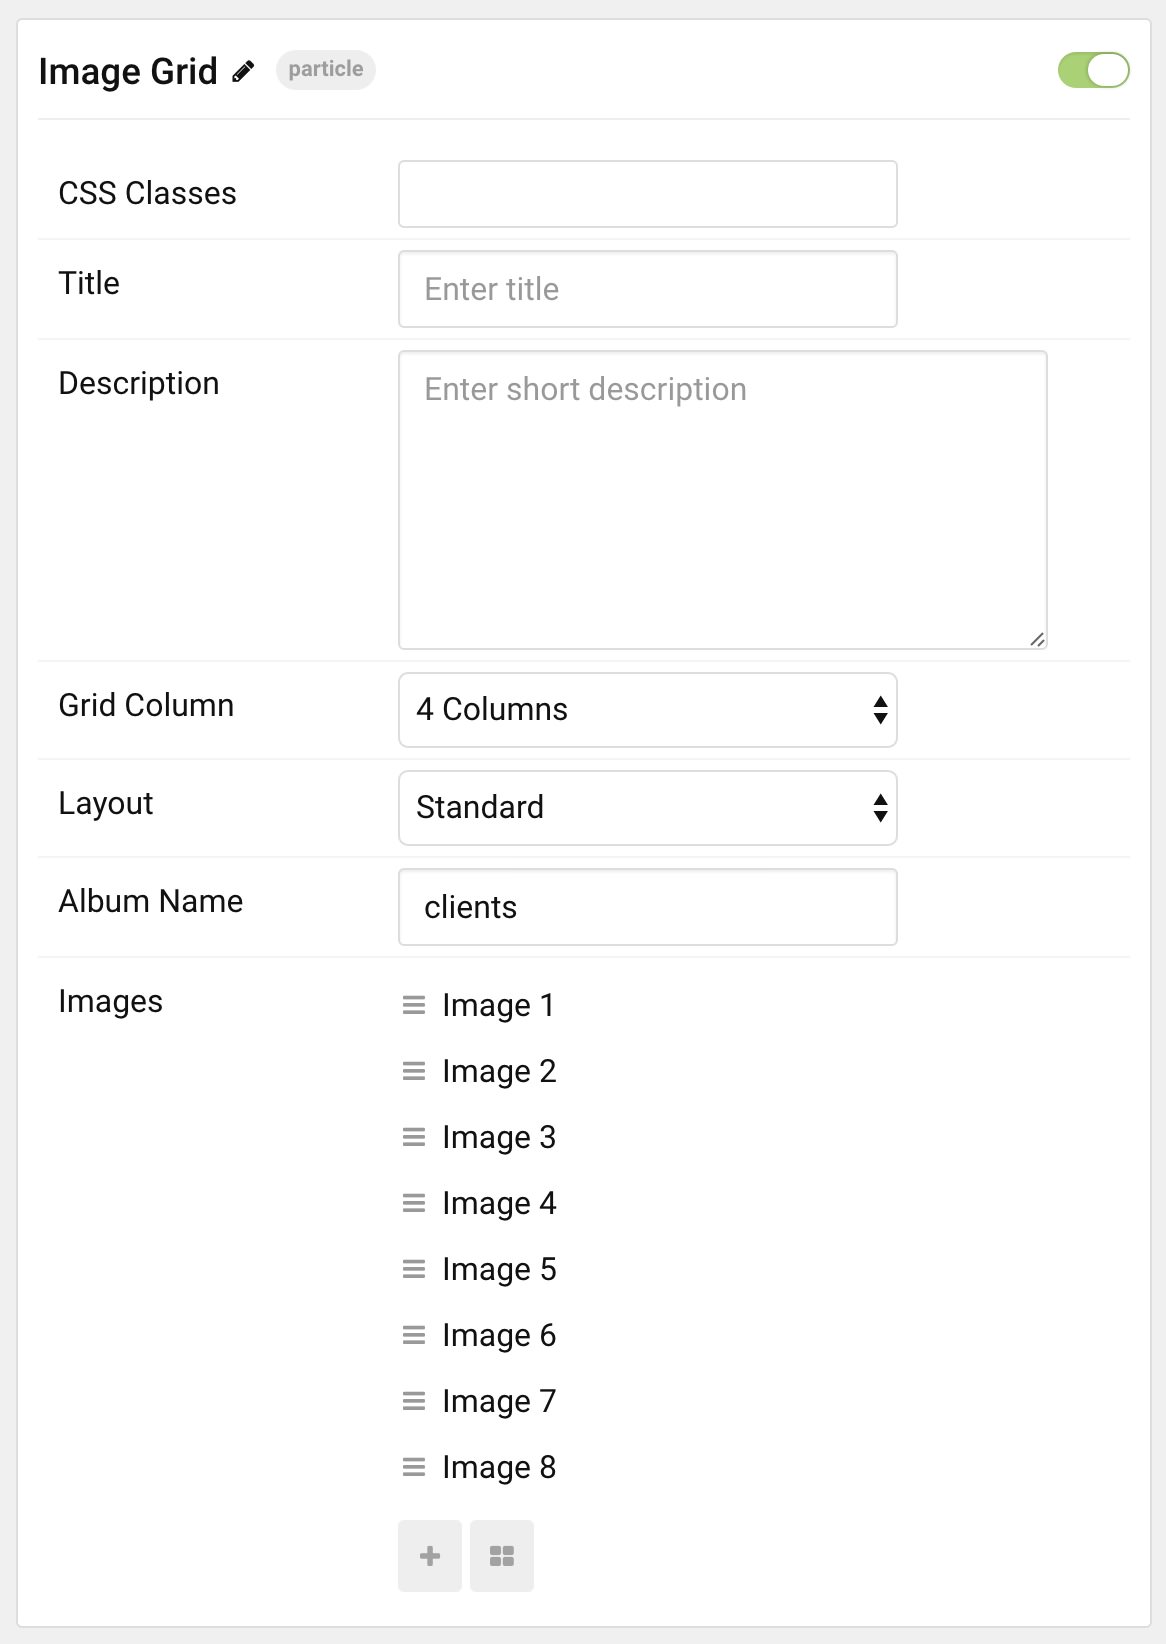 Image Grid particle
CSS Classes
Title Enter title
Description Enter short description
Grid Column 4 Columns
Layout Standard
Album Name clients
Images Image 1
Image 2
Image 3
Image 4
Image 5
Image 6
Image 7
Image 8